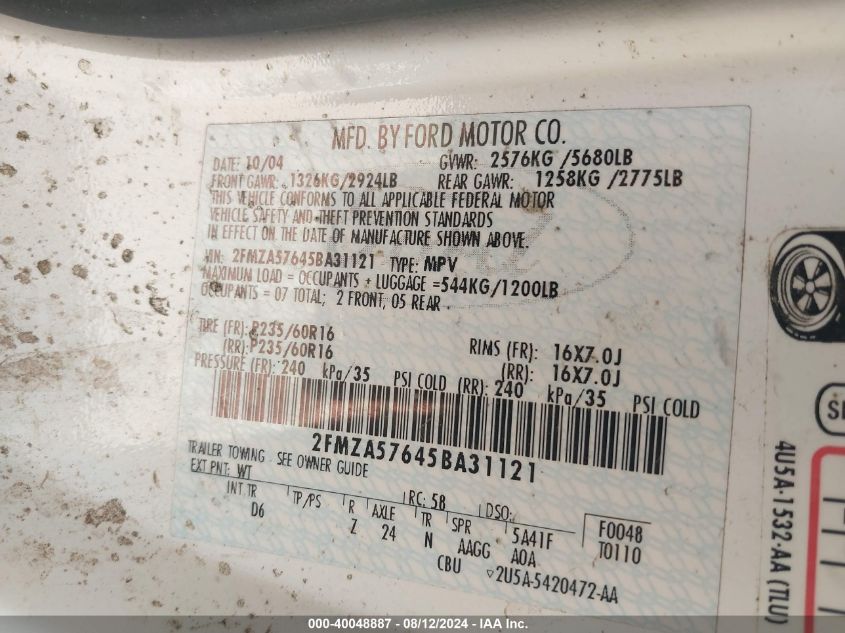 MFD. BY FORD MOTOR CO.
DATE: 10/04 GVWR: 2576KG /5680LB
FRONT GAWR: 1326KG/2924LB REAR GAWR: 1258KG /2775LB
THIS VEHICLE CONFORMS TO ALL APPLICABLE FEDERAL MOTOR
VEHICLE SAFETY AND THEFT PREVENTION STANDARDS
IN EFFECT ON THE DATE OF MANUFACTURE SHOWN ABOVE.
VIN: 2FMZA57645BA31121 TYPE: MPV
MAXIMUM LOAD = OCCUPANTS + LUGGAGE =544KG/1200LB
OCCUPANTS = 07 TOTAL; 2 FRONT, 05 REAR
TIRE (FR): P235/60R16 RIMS (FR): 16X7.0J
(RR): P235/60R16 (RR): 16X7.0J
PRESSURE (FR): 240 kPa/35 PSI COLD (RR): 240 kPa/35 PSI COLD
2FMZA57645BA31121
TRAILER TOWING - SEE OWNER GUIDE
EXT PNT: WT RC: 58 DSO:
INT TR TP/PS R AXLE TR SPR 5A41F F0048
D6 Z 24 N AAGG A0A T0110
CBU ▽2U5A-5420472-AA
4U5A-1532-AA (TLU)
000-40048887 - 08/12/2024 - IAA Inc.